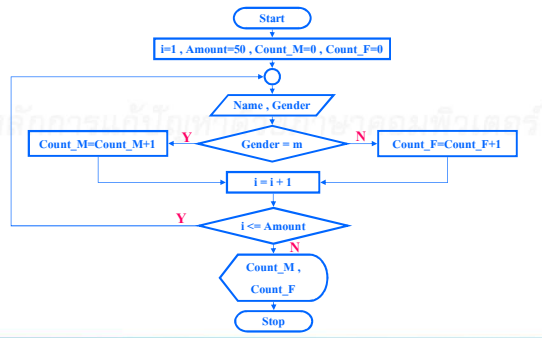 Start
i=1 , Amount=50 , Count_M=0 , Count_F=0
Name , Gender
Gender = m
Y
N
Count_M=Count_M+1
Count_F=Count_F+1
i = i + 1
i <= Amount
Y
N
Count_M ,
Count_F
Stop